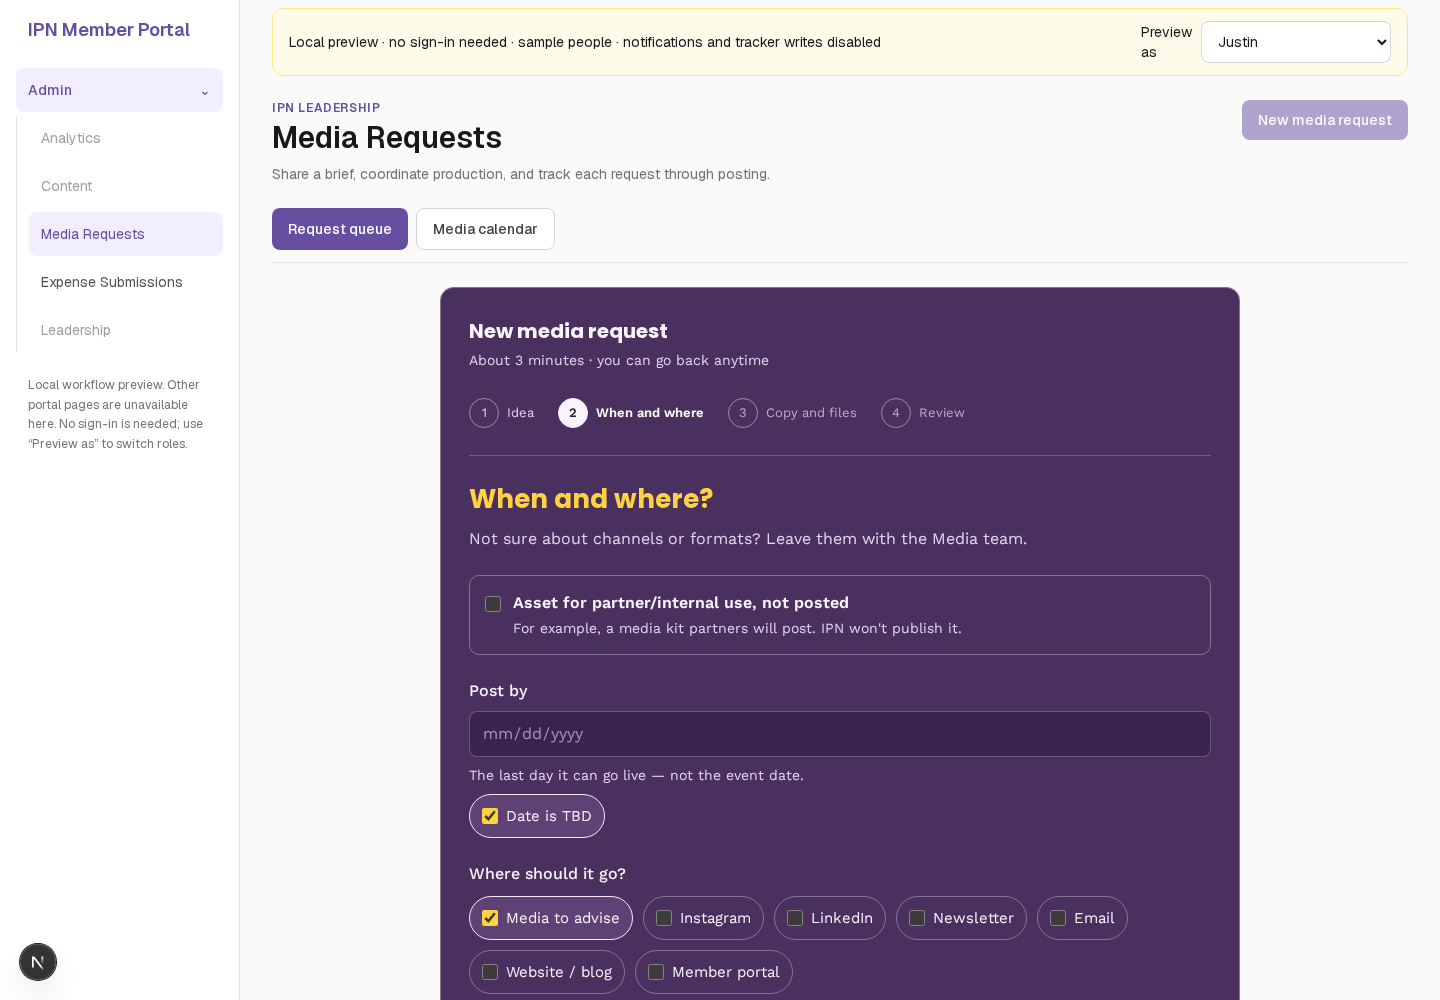 IPN Member Portal
Admin
Analytics
Content
Media Requests
Expense Submissions
Leadership
Local workflow preview. Other
portal pages are unavailable
here. No sign-in is needed; use
“Preview as” to switch roles.
N
Local preview · no sign-in needed · sample people · notifications and tracker writes disabled
Preview
as
Justin
IPN LEADERSHIP
Media Requests
Share a brief, coordinate production, and track each request through posting.
New media request
Request queue
Media calendar
New media request
About 3 minutes · you can go back anytime
1 Idea 2 When and where 3 Copy and files 4 Review
When and where?
Not sure about channels or formats? Leave them with the Media team.
Asset for partner/internal use, not posted
For example, a media kit partners will post. IPN won't publish it.
Post by
mm/dd/yyyy
The last day it can go live — not the event date.
Date is TBD
Where should it go?
Media to advise Instagram LinkedIn Newsletter Email
Website / blog Member portal